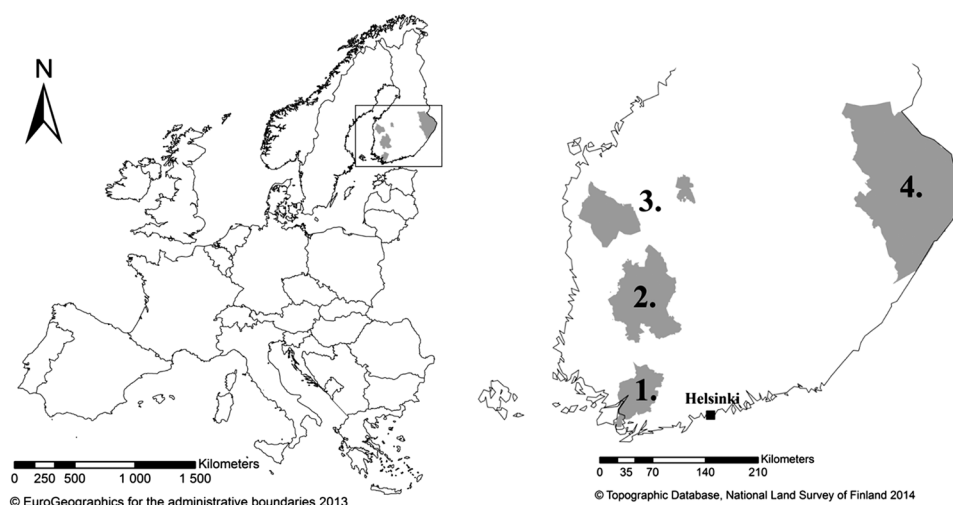 N
Kilometers
0 250 500 1 000 1 500
© EuroGeographics for the administrative boundaries 2013
3.
4.
2.
1.
Helsinki
Kilometers
0 35 70 140 210
© Topographic Database, National Land Survey of Finland 2014